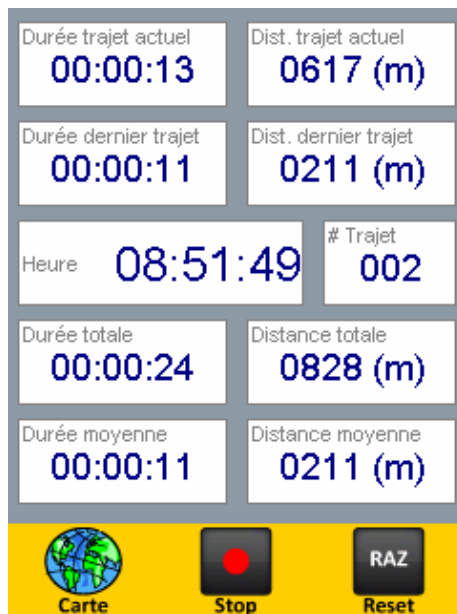 Durée trajet actuel
00:00:13
Dist. trajet actuel
0617 (m)
Durée dernier trajet
00:00:11
Dist. dernier trajet
0211 (m)
Heure 08:51:49
# Trajet
002
Durée totale
00:00:24
Distance totale
0828 (m)
Durée moyenne
00:00:11
Distance moyenne
0211 (m)
Carte
Stop
RAZ
Reset